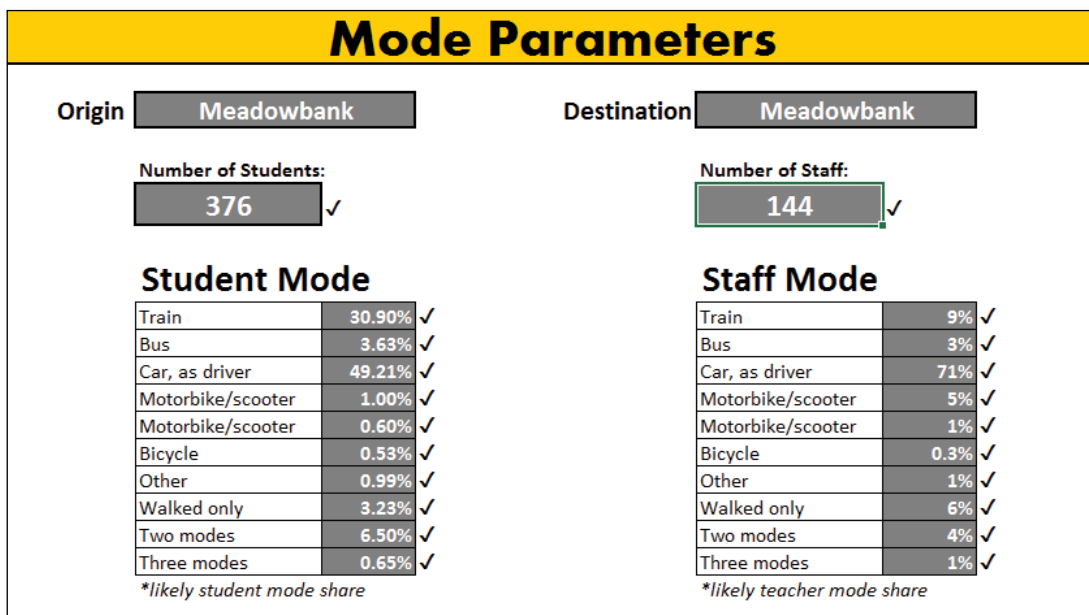 Mode Parameters
Origin Meadowbank Destination Meadowbank
Number of Students: Number of Staff:
376 ✓ 144 ✓
Student Mode Staff Mode
Train 30.90% ✓ Train 9% ✓
Bus 3.63% ✓ Bus 3% ✓
Car, as driver 49.21% ✓ Car, as driver 71% ✓
Motorbike/scooter 1.00% ✓ Motorbike/scooter 5% ✓
Motorbike/scooter 0.60% ✓ Motorbike/scooter 1% ✓
Bicycle 0.53% ✓ Bicycle 0.3% ✓
Other 0.99% ✓ Other 1% ✓
Walked only 3.23% ✓ Walked only 6% ✓
Two modes 6.50% ✓ Two modes 4% ✓
Three modes 0.65% ✓ Three modes 1% ✓
*likely student mode share *likely teacher mode share